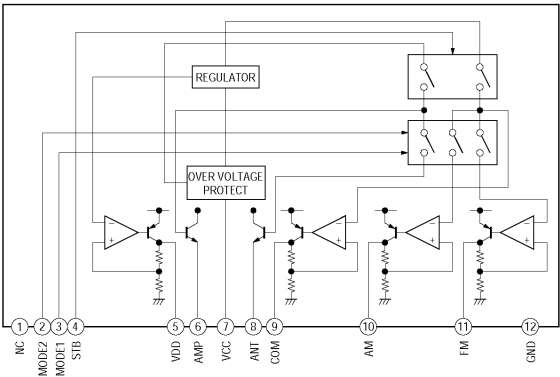 REGULATOR
OVER VOLTAGE
PROTECT
− + − + − + − +
1 2 3 4 5 6 7 8 9 10 11 12
NC MODE2 MODE1 STB VDD AMP VCC ANT COM AM FM GND